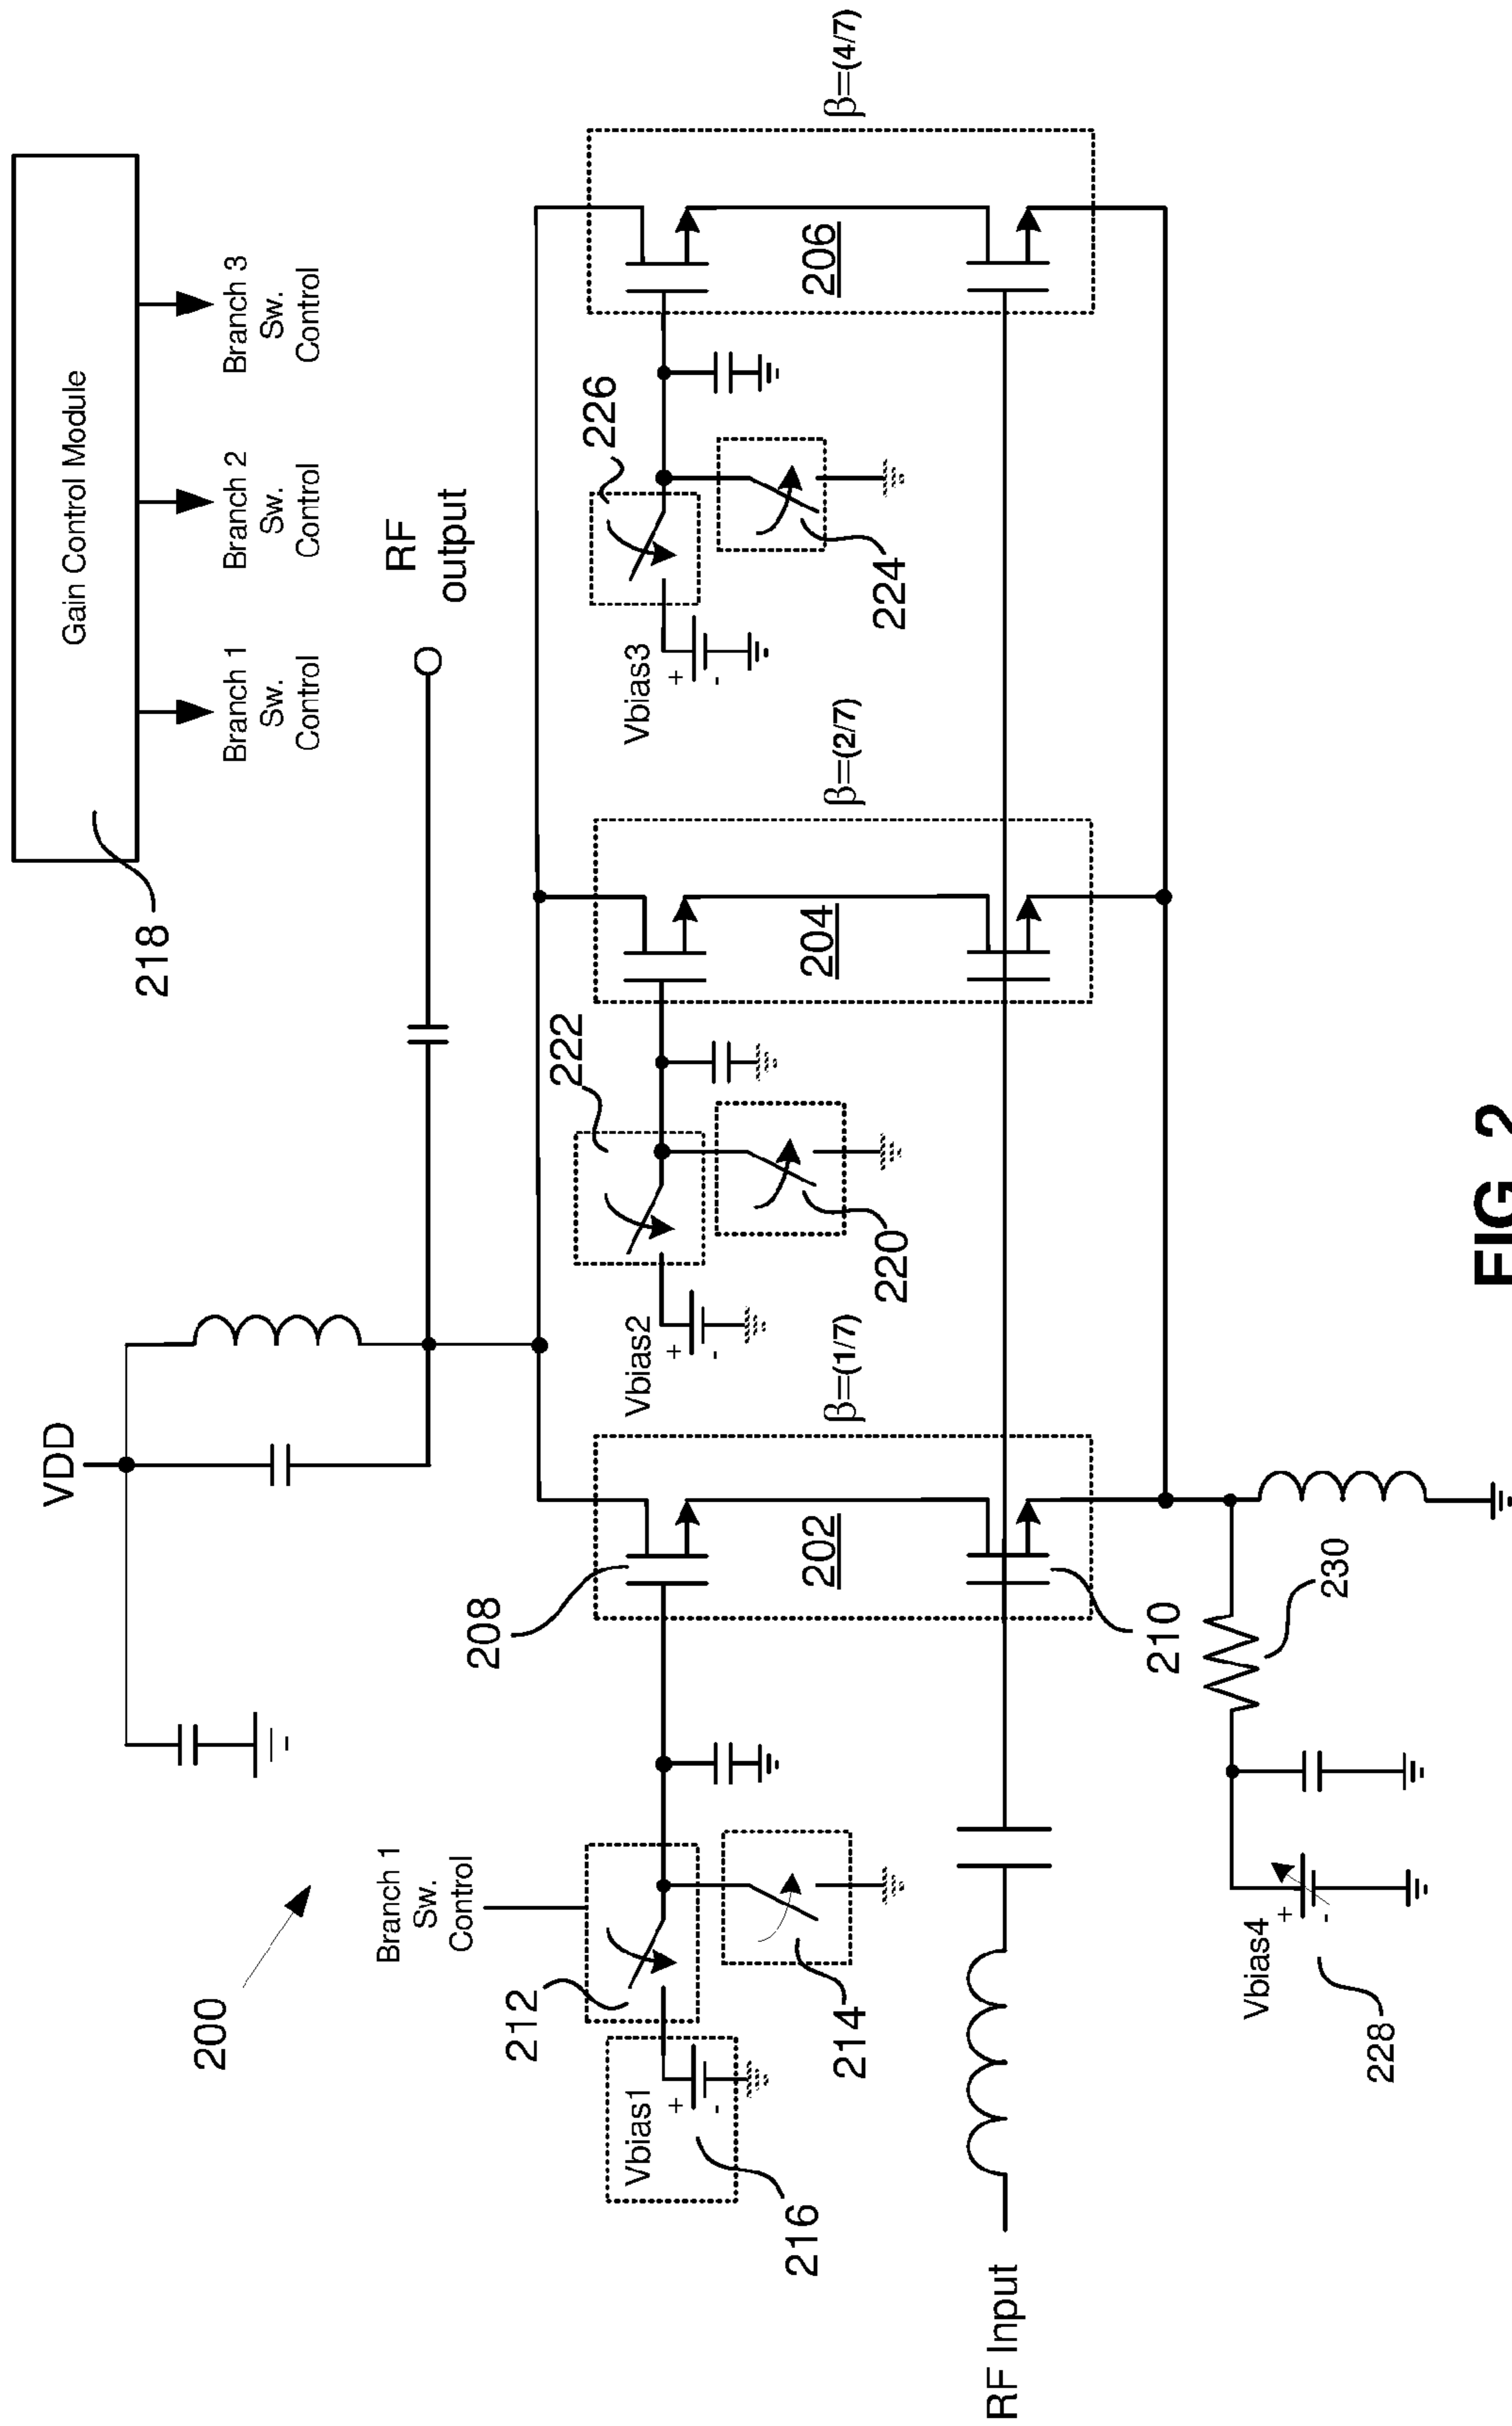 Gain Control Module
218
Branch 1
Sw.
Control
Branch 2
Sw.
Control
Branch 3
Sw.
Control
VDD
RF
output
200
Branch 1
Sw.
Control
208
222
226
212
Vbias1
+
-
216
214
202
β=(1/7)
Vbias2
+
-
220
204
β=(2/7)
Vbias3
+
-
224
206
β=(4/7)
RF Input
210
230
Vbias4
+
-
228
FIG. 2